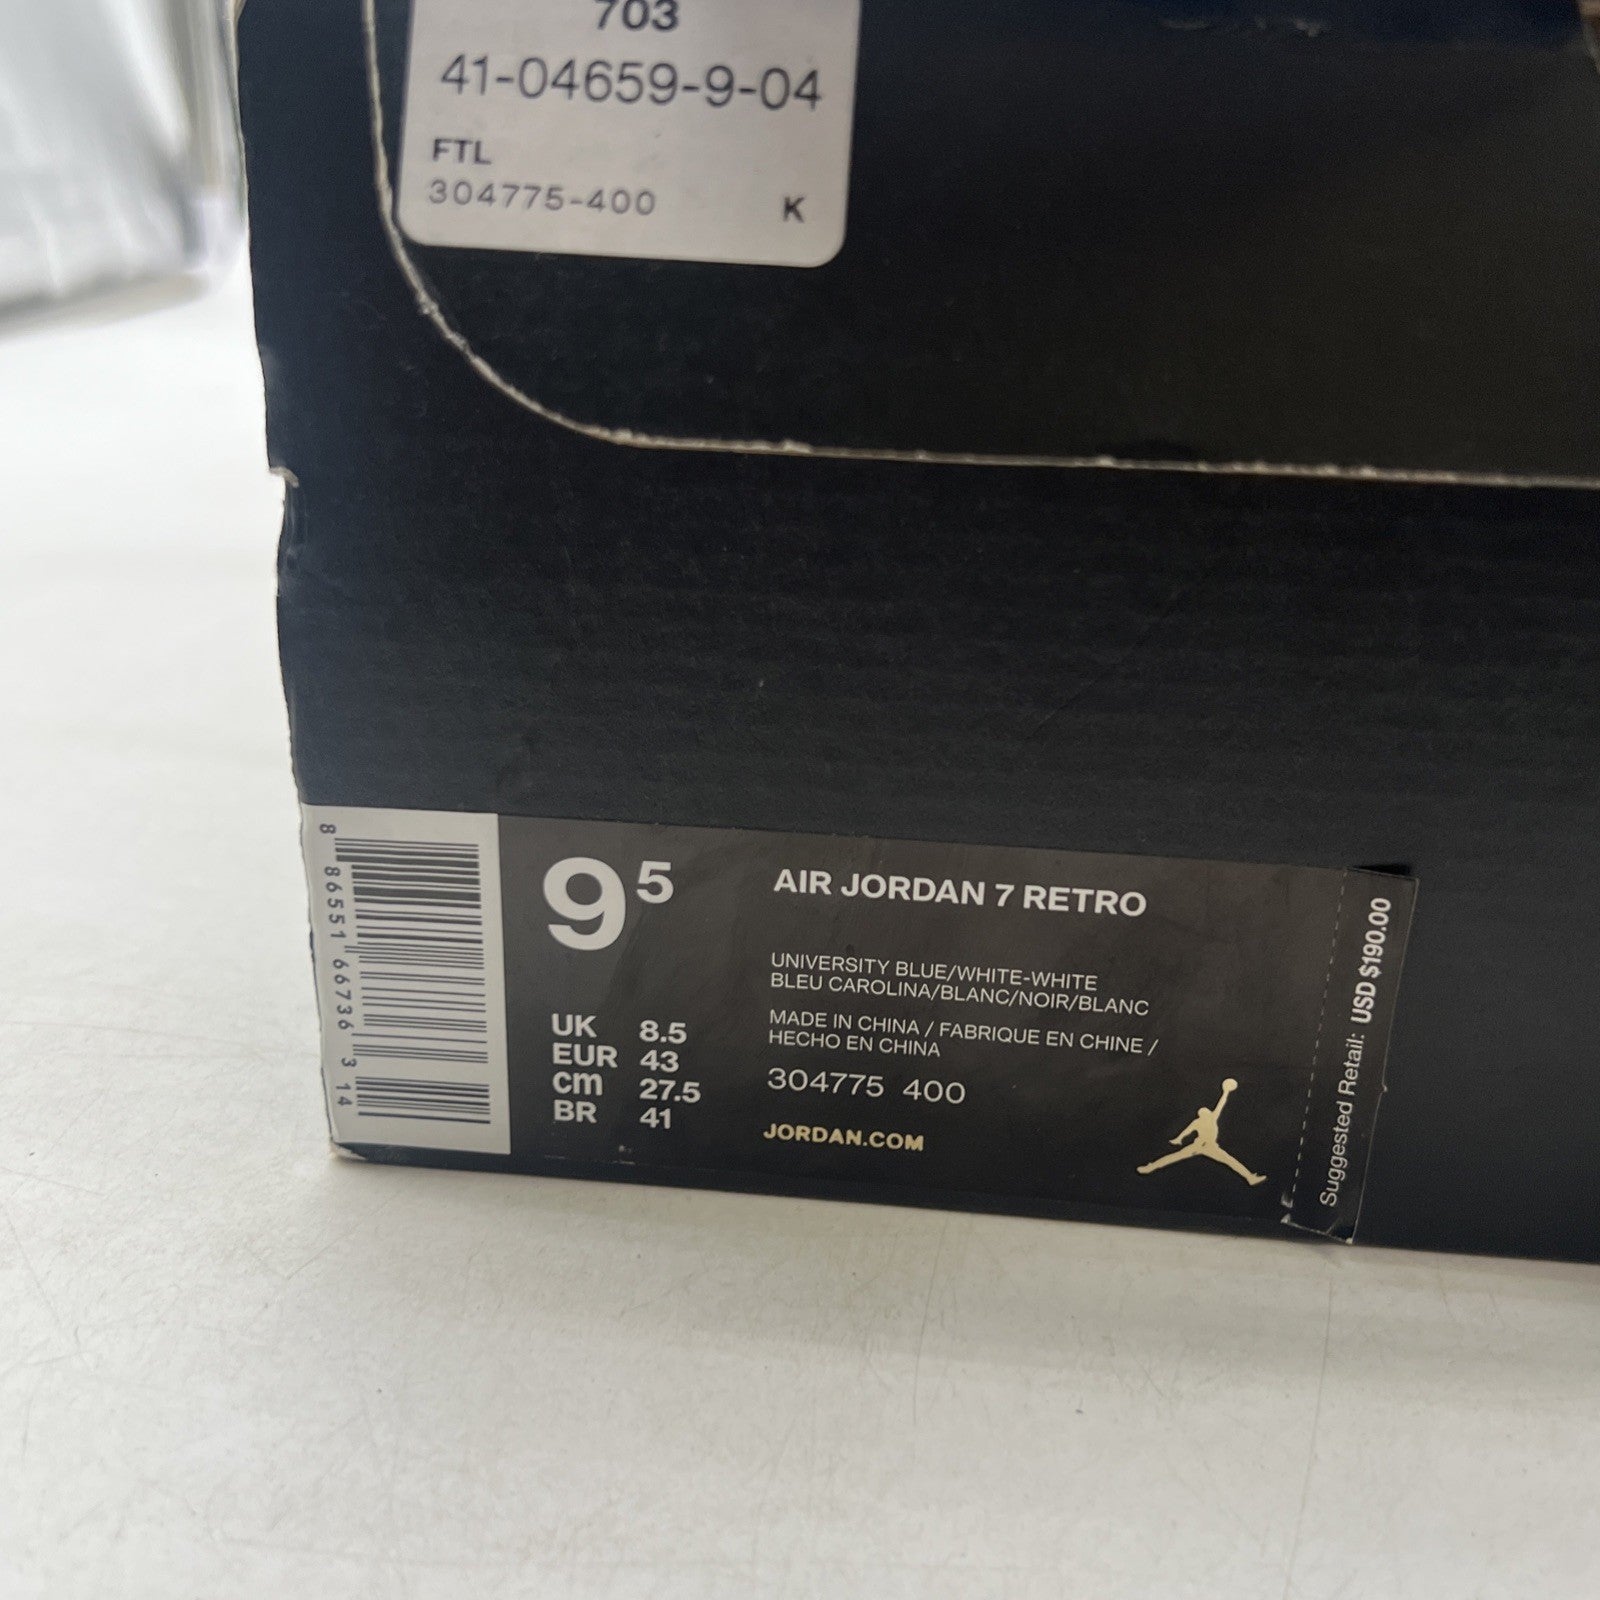 703
41-04659-9-04
FTL
304775-400 K
8 86551 66736 3 14
9 5
UK 8.5
EUR 43
cm 27.5
BR 41
AIR JORDAN 7 RETRO
UNIVERSITY BLUE/WHITE-WHITE
BLEU CAROLINA/BLANC/NOIR/BLANC
MADE IN CHINA / FABRIQUE EN CHINE /
HECHO EN CHINA
304775 400
JORDAN.COM
Suggested Retail: USD $190.00